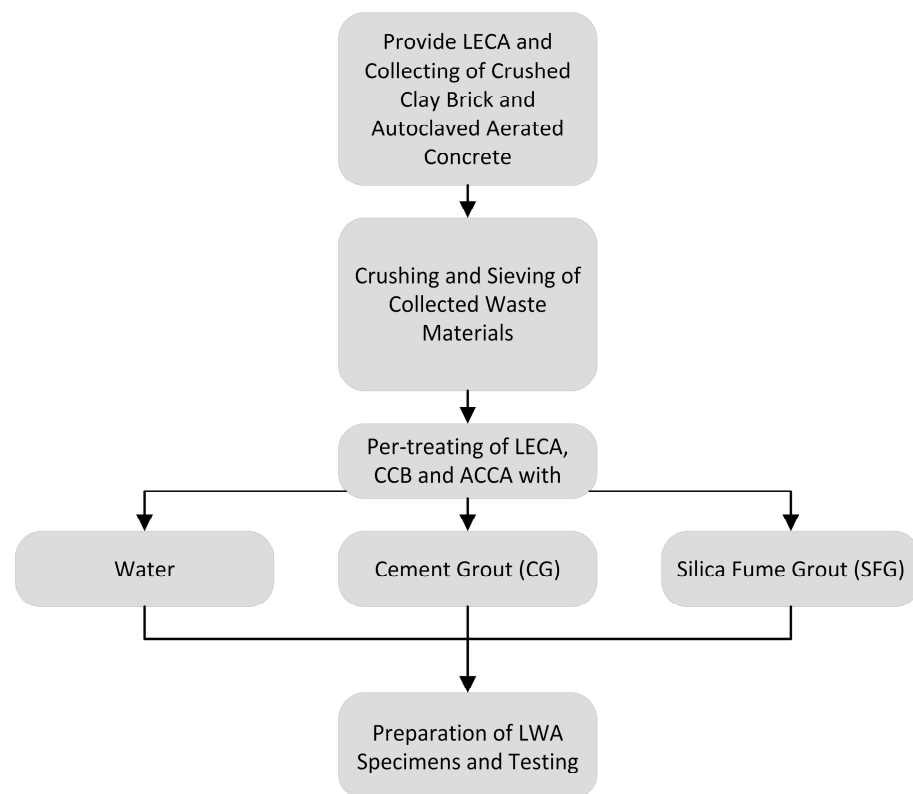 Provide LECA and
Collecting of Crushed
Clay Brick and
Autoclaved Aerated
Concrete
Crushing and Sieving of
Collected Waste
Materials
Per-treating of LECA,
CCB and ACCA with
Water
Cement Grout (CG)
Silica Fume Grout (SFG)
Preparation of LWA
Specimens and Testing